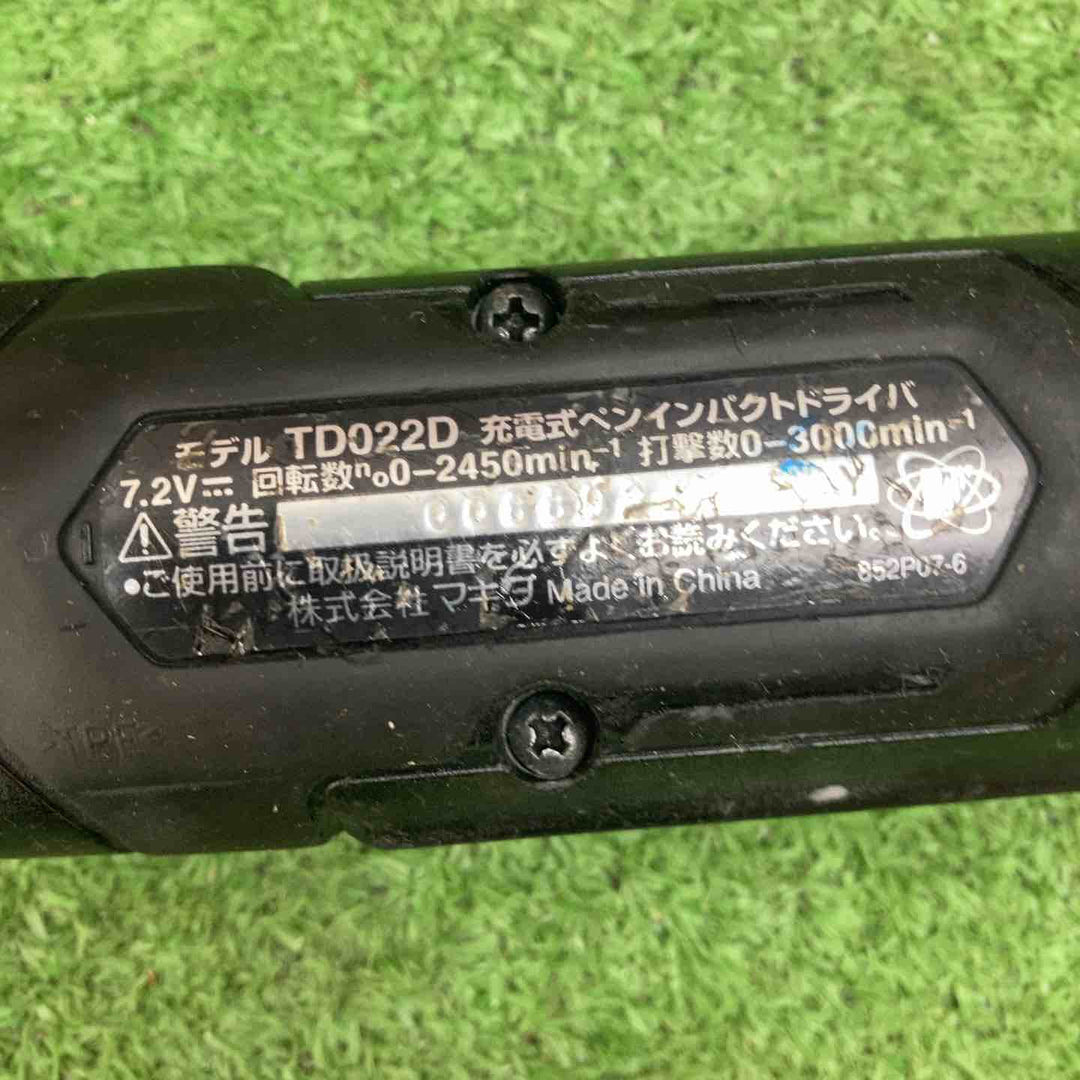 モデル TD022D 充電式ペンインパクトドライバ
7.2V⎓ 回転数n₀0-2450min⁻¹ 打撃数0-3000min⁻¹
警告
●ご使用前に取扱説明書を必ずよくお読みください。
株式会社マキタ Made in China
852P07-6